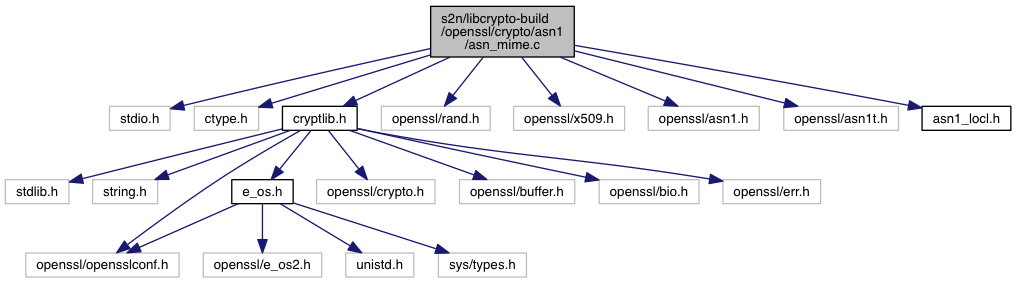 s2n/libcrypto-build
/openssl/crypto/asn1
/asn_mime.c
stdio.h
ctype.h
cryptlib.h
openssl/rand.h
openssl/x509.h
openssl/asn1.h
openssl/asn1t.h
asn1_locl.h
stdlib.h
string.h
e_os.h
openssl/crypto.h
openssl/buffer.h
openssl/bio.h
openssl/err.h
openssl/opensslconf.h
openssl/e_os2.h
unistd.h
sys/types.h